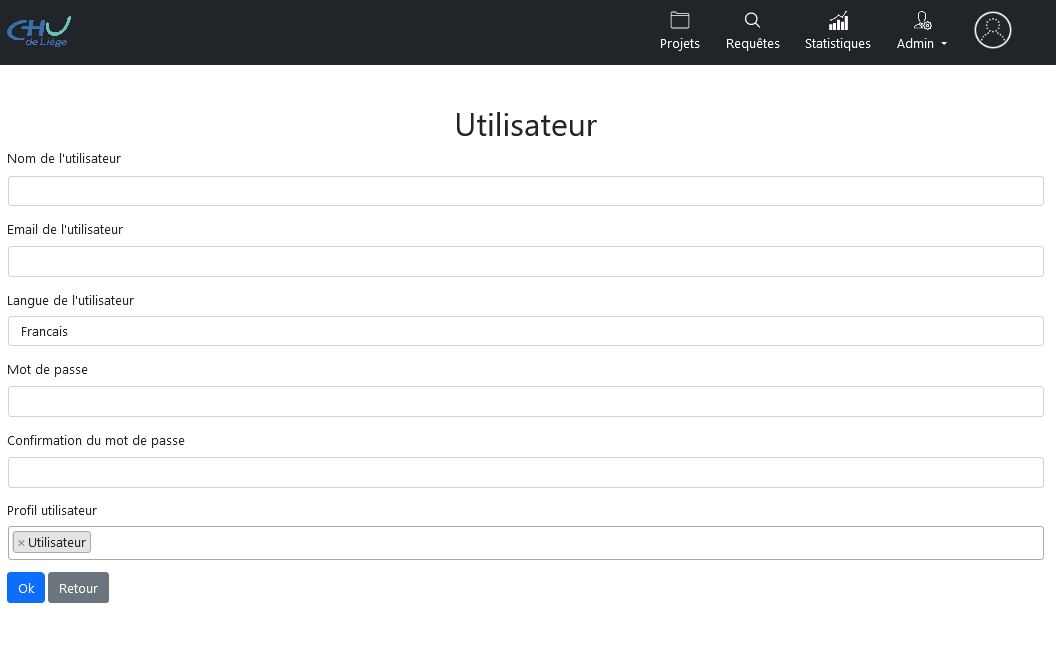 CHU
de Liège
Projets
Requêtes
Statistiques
Admin
Utilisateur
Nom de l'utilisateur
Email de l'utilisateur
Langue de l'utilisateur
Francais
Mot de passe
Confirmation du mot de passe
Profil utilisateur
× Utilisateur
Ok
Retour